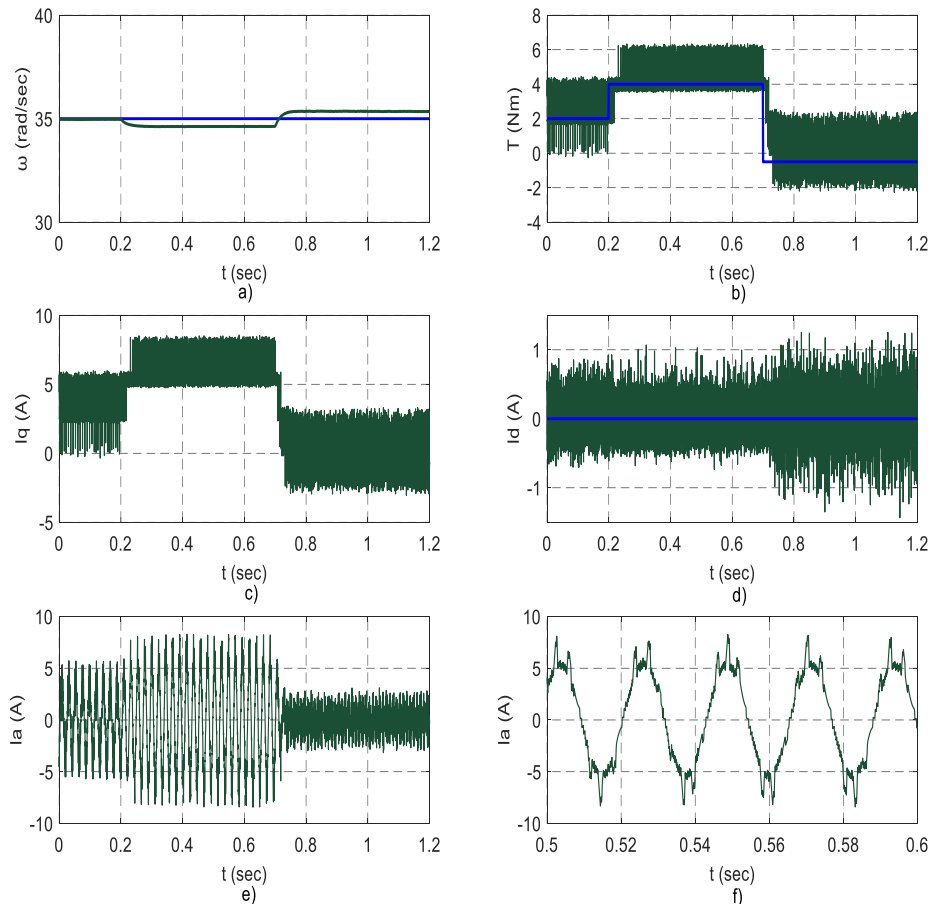 40
35
30
ω (rad/sec)
0 0.2 0.4 0.6 0.8 1 1.2
t (sec)
a)
8
6
4
2
0
-2
-4
T (Nm)
0 0.2 0.4 0.6 0.8 1 1.2
t (sec)
b)
10
5
0
-5
Iq (A)
0 0.2 0.4 0.6 0.8 1 1.2
t (sec)
c)
1
0
-1
Id (A)
0 0.2 0.4 0.6 0.8 1 1.2
t (sec)
d)
10
5
0
-5
-10
Ia (A)
0 0.2 0.4 0.6 0.8 1 1.2
t (sec)
e)
10
5
0
-5
-10
Ia (A)
0.5 0.52 0.54 0.56 0.58 0.6
t (sec)
f)